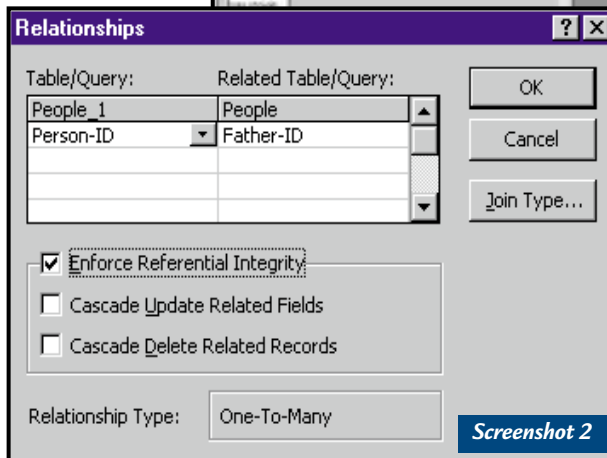 Relationships
Table/Query: Related Table/Query:
People_1 People
Person-ID Father-ID
OK
Cancel
Join Type...
Enforce Referential Integrity
Cascade Update Related Fields
Cascade Delete Related Records
Relationship Type: One-To-Many
Screenshot 2